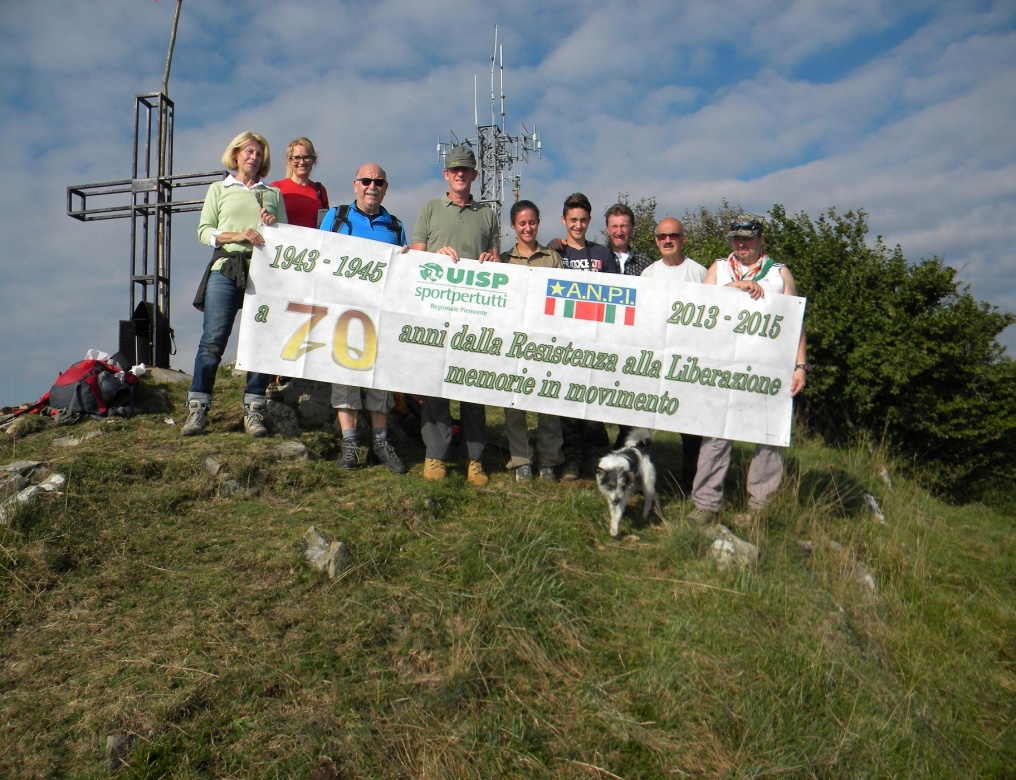 1943 - 1945
UISP
sportpertutti
Regionale Piemonte
A.N.P.I.
2013 - 2015
a 70 anni dalla Resistenza alla Liberazione
memorie in movimento